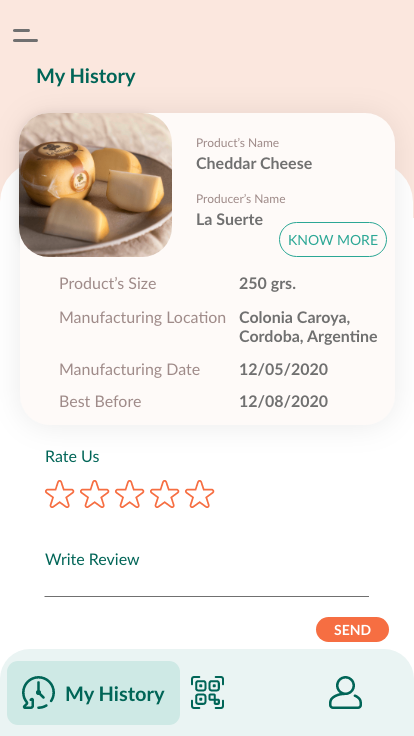 My History
Product's Name
Cheddar Cheese
Producer's Name
La Suerte
KNOW MORE
Product's Size
250 grs.
Manufacturing Location
Colonia Caroya,
Cordoba, Argentine
Manufacturing Date
12/05/2020
Best Before
12/08/2020
Rate Us
Write Review
SEND
My History